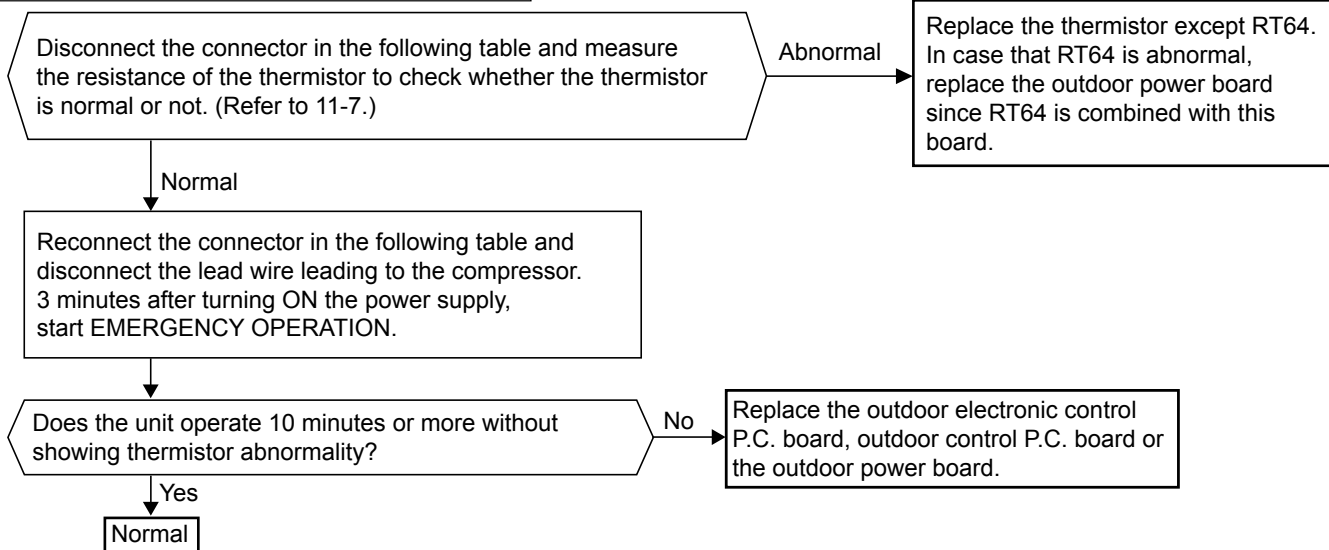 Disconnect the connector in the following table and measure
the resistance of the thermistor to check whether the thermistor
is normal or not. (Refer to 11-7.)
Abnormal
Replace the thermistor except RT64.
In case that RT64 is abnormal,
replace the outdoor power board
since RT64 is combined with this
board.
Normal
Reconnect the connector in the following table and
disconnect the lead wire leading to the compressor.
3 minutes after turning ON the power supply,
start EMERGENCY OPERATION.
Does the unit operate 10 minutes or more without
showing thermistor abnormality?
No
Replace the outdoor electronic control
P.C. board, outdoor control P.C. board or
the outdoor power board.
Yes
Normal